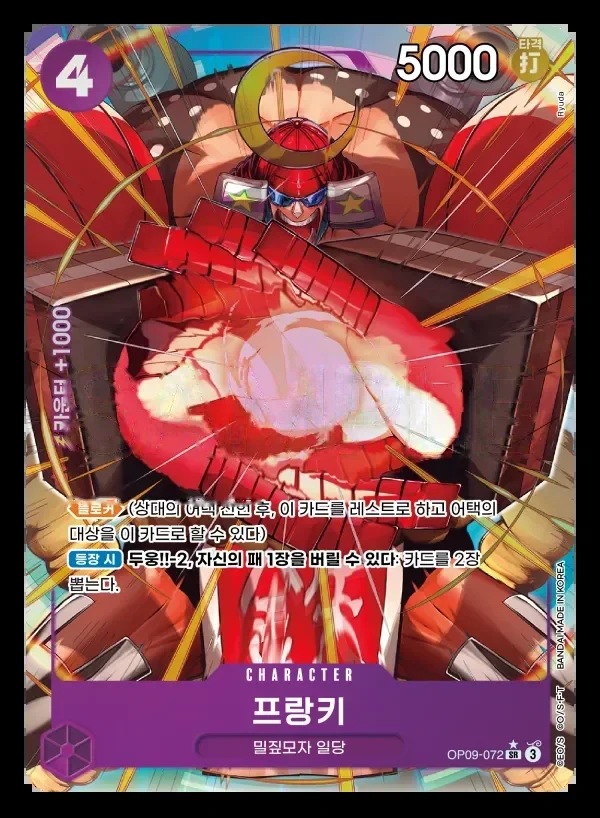 4
5000
타격
打
Ryuda
카운터 +1000
블로커 (상대의 어택 선언 후, 이 카드를 레스트로 하고 어택의
대상을 이 카드로 할 수 있다)
등장 시 두웅!!-2, 자신의 패 1장을 버릴 수 있다: 카드를 2장
뽑는다.
CHARACTER
프랑키
밀짚모자 일당
OP09-072 SR 3
©E.O/S. ©O/S.·F·T BANDAI MADE IN KOREA